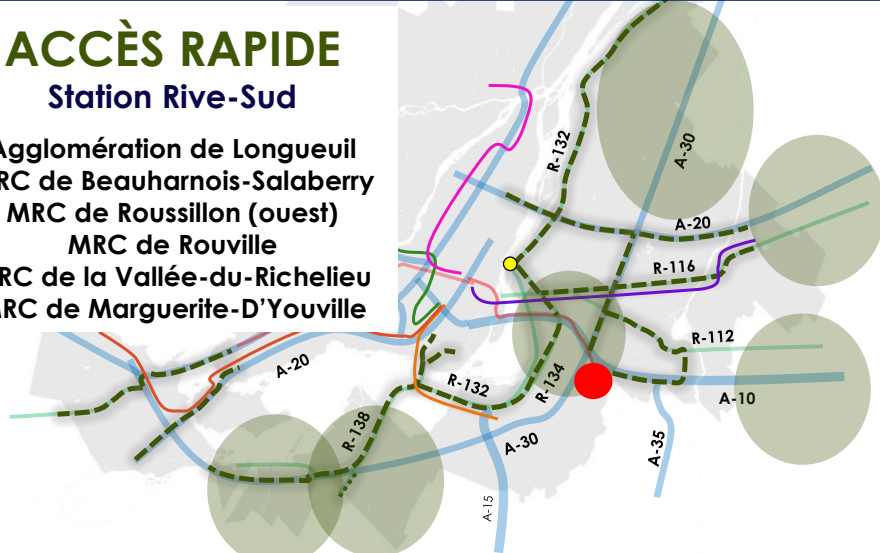 ACCÈS RAPIDE
Station Rive-Sud
Agglomération de Longueuil
RC de Beauharnois-Salaberry
MRC de Roussillon (ouest)
MRC de Rouville
RC de la Vallée-du-Richelieu
MRC de Marguerite-D'Youville
R-132
A-30
A-20
R-116
R-112
A-20
R-132
R-134
A-10
R-138
A-30
A-35
A-15